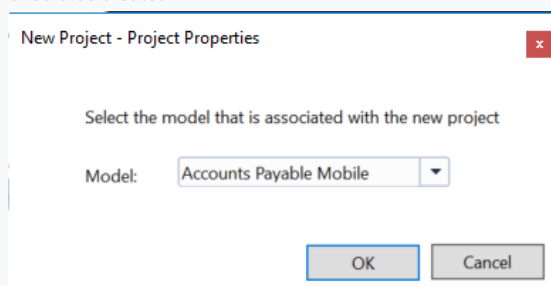 New Project - Project Properties
x
Select the model that is associated with the new project
Model: Accounts Payable Mobile
OK Cancel